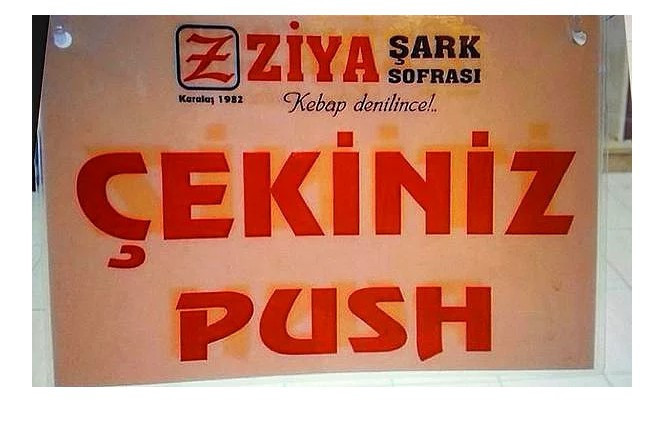 Z ZİYA ŞARK
SOFRASI
Karalaş 1982
Kebap denilince!..
ÇEKİNİZ
PUSH